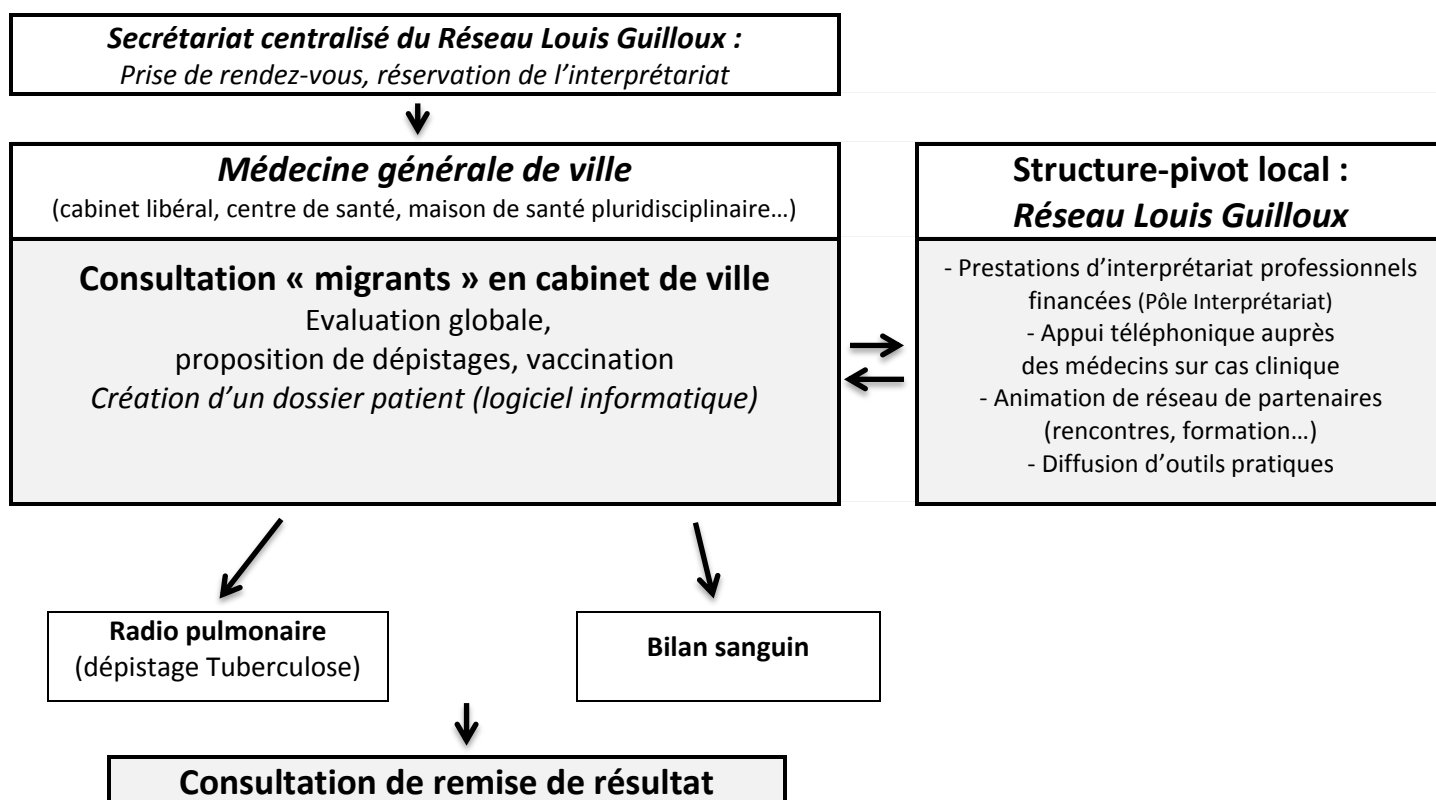 Secrétariat centralisé du Réseau Louis Guilloux :
Prise de rendez-vous, réservation de l’interprétariat
Médecine générale de ville
(cabinet libéral, centre de santé, maison de santé pluridisciplinaire…)
Consultation « migrants » en cabinet de ville
Evaluation globale,
proposition de dépistages, vaccination
Création d’un dossier patient (logiciel informatique)
Structure-pivot local :
Réseau Louis Guilloux
- Prestations d’interprétariat professionnels
financées (Pôle Interprétariat)
- Appui téléphonique auprès
des médecins sur cas clinique
- Animation de réseau de partenaires
(rencontres, formation…)
- Diffusion d’outils pratiques
Radio pulmonaire
(dépistage Tuberculose)
Bilan sanguin
Consultation de remise de résultat